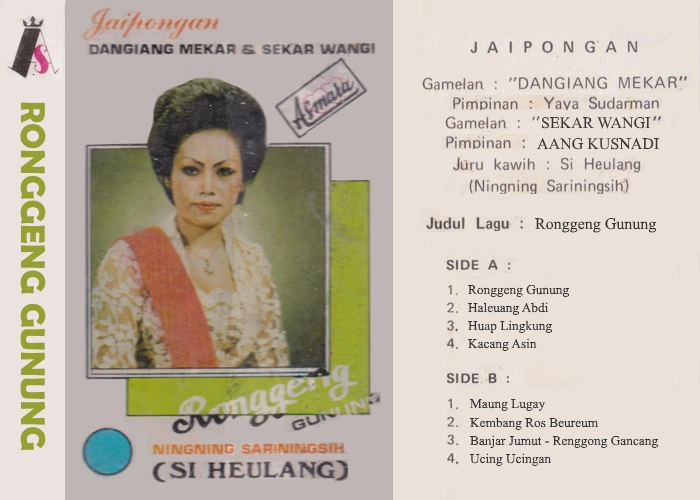 AS
RONGGENG GUNUNG
Jaipongan
DANGIANG MEKAR & SEKAR WANGI
Asmara
Ronggeng
GUNUNG
NINGNING SARININGSIH
(SI HEULANG)
JAIPONGAN
Gamelan : "DANGIANG MEKAR"
Pimpinan : Yaya Sudarman
Gamelan : "SEKAR WANGI"
Pimpinan : AANG KUSNADI
Juru kawih : Si Heulang
(Ningning Sariningsih)
Judul Lagu : Ronggeng Gunung
SIDE A :
1. Ronggeng Gunung
2. Haleuang Abdi
3. Huap Lingkung
4. Kacang Asin
SIDE B :
1. Maung Lugay
2. Kembang Ros Beureum
3. Banjar Jumut - Renggong Gancang
4. Ucing Ucingan